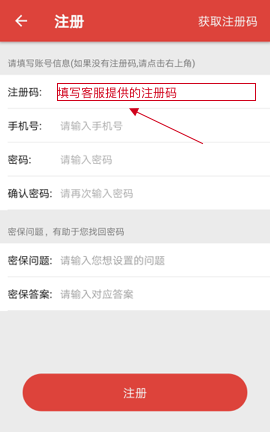 注册 获取注册码
请填写账号信息(如果没有注册码,请点击右上角)
注册码: 填写客服提供的注册码
手机号: 请输入手机号
密码: 请输入密码
确认密码: 请再次输入密码
密保问题，有助于您找回密码
密保问题: 请输入您想设置的问题
密保答案: 请输入对应答案
注册